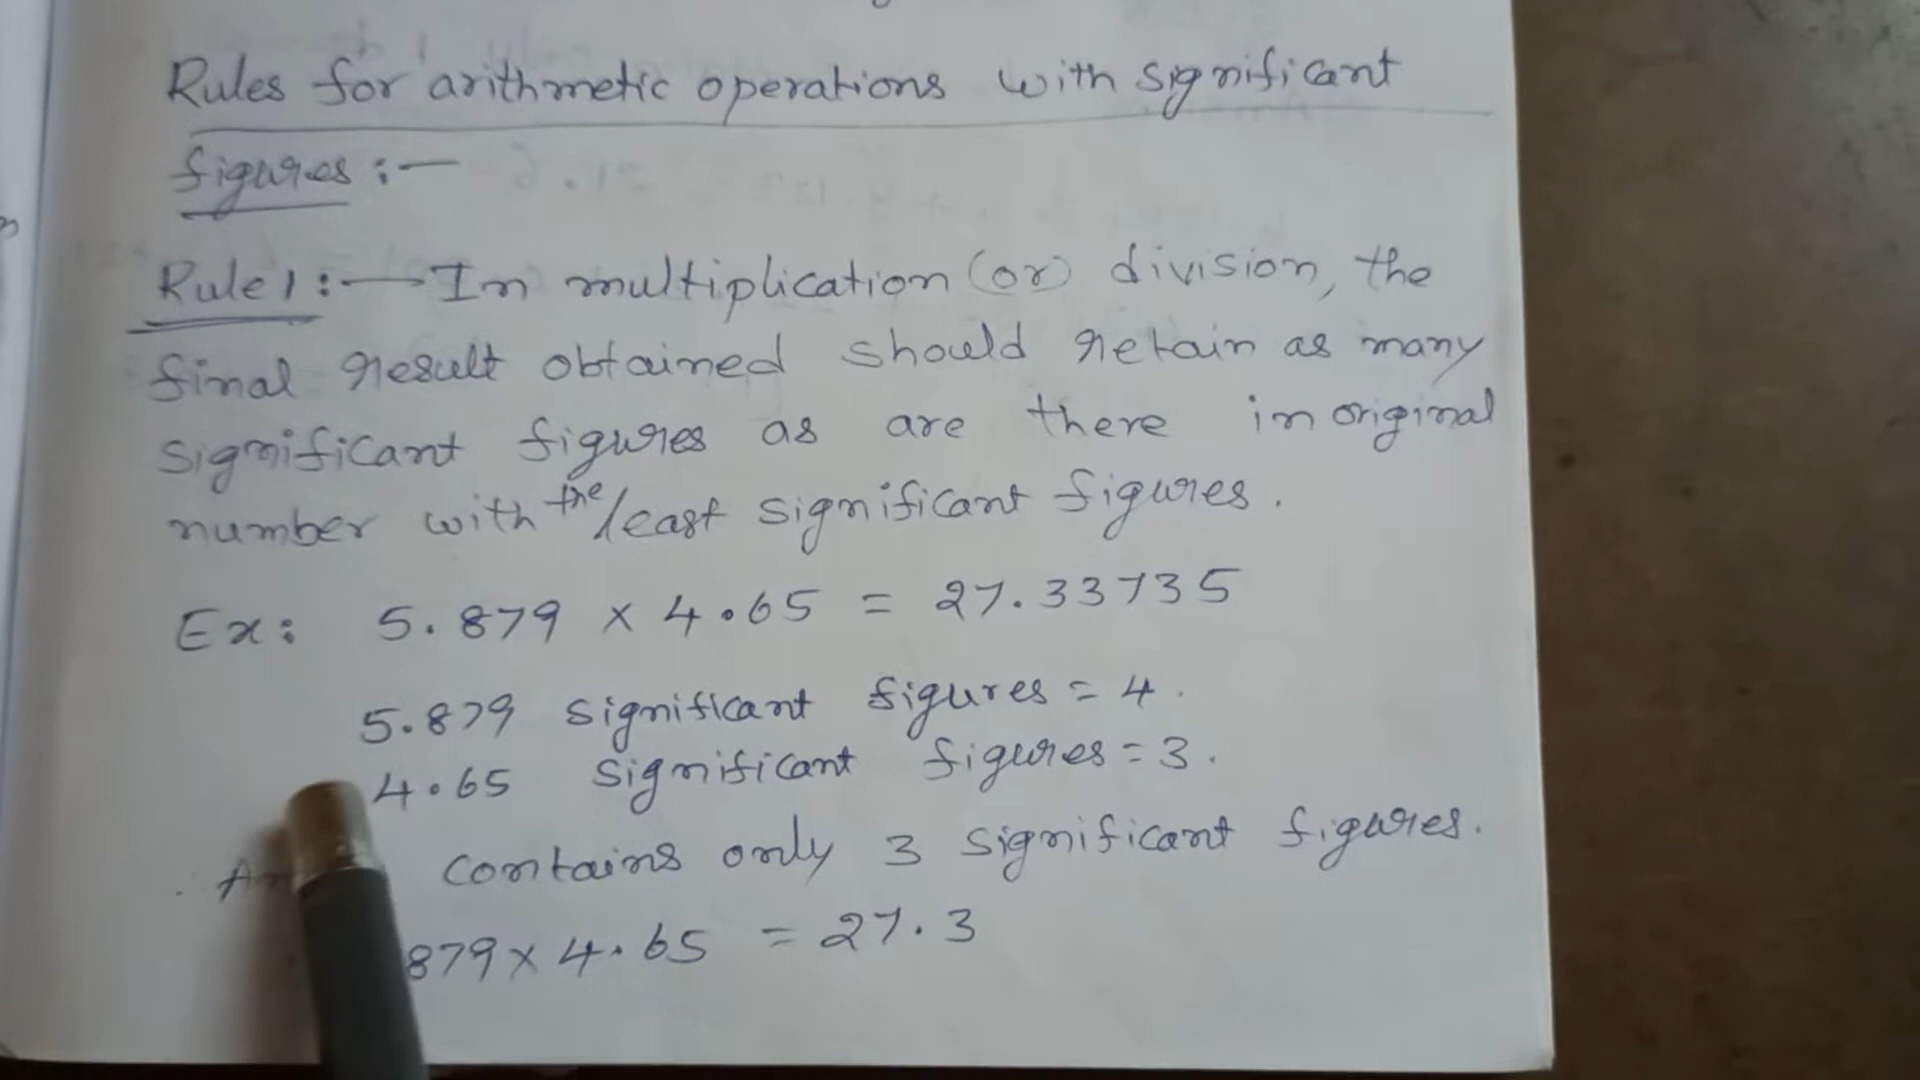 Rules for arithmetic operations with significant
figures :-
Rule 1 :- In multiplication (or) division, the
final result obtained should retain as many
significant figures as are there in original
number with the least significant figures.
Ex: 5.879 x 4.65 = 27.33735
5.879 significant figures = 4.
4.65 significant figures = 3.
contains only 3 significant figures.
879 x 4.65 = 27.3